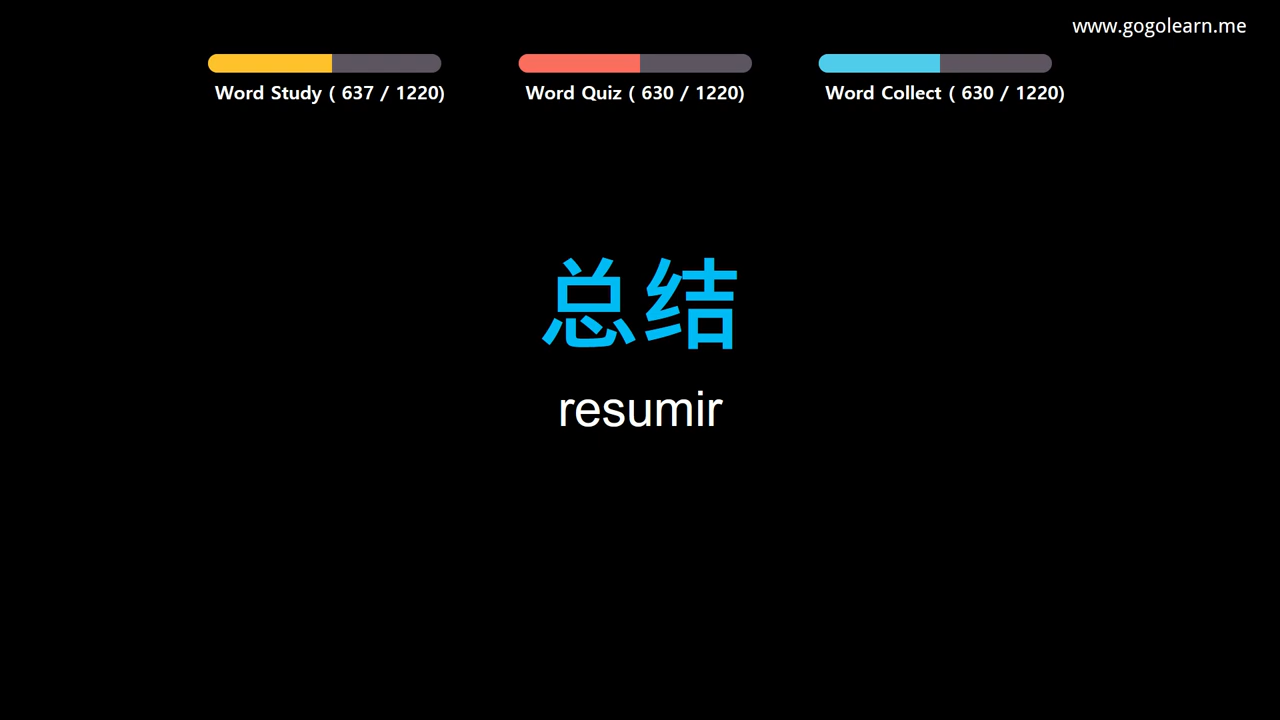 www.gogolearn.me
Word Study ( 637 / 1220)
Word Quiz ( 630 / 1220)
Word Collect ( 630 / 1220)
总结
resumir